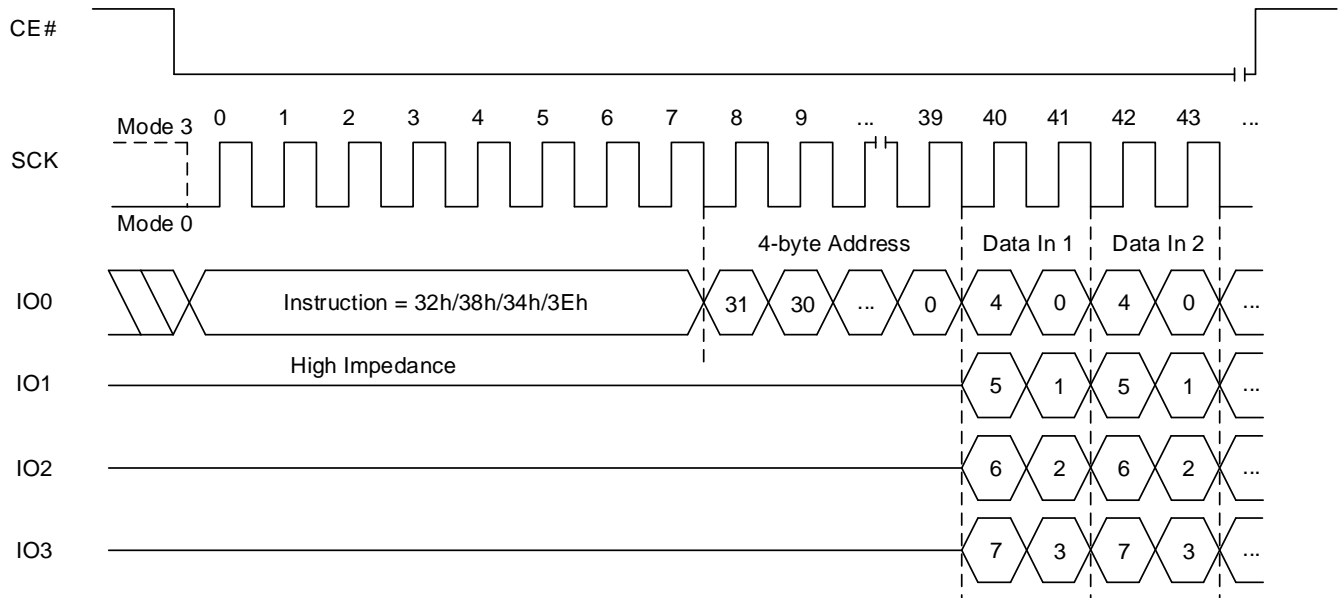 CE#
Mode 3 0 1 2 3 4 5 6 7 8 9 ... 39 40 41 42 43 ...
SCK
Mode 0
4-byte Address Data In 1 Data In 2
IO0 Instruction = 32h/38h/34h/3Eh 31 30 ... 0 4 0 4 0 ...
High Impedance
IO1 5 1 5 1 ...
IO2 6 2 6 2 ...
IO3 7 3 7 3 ...